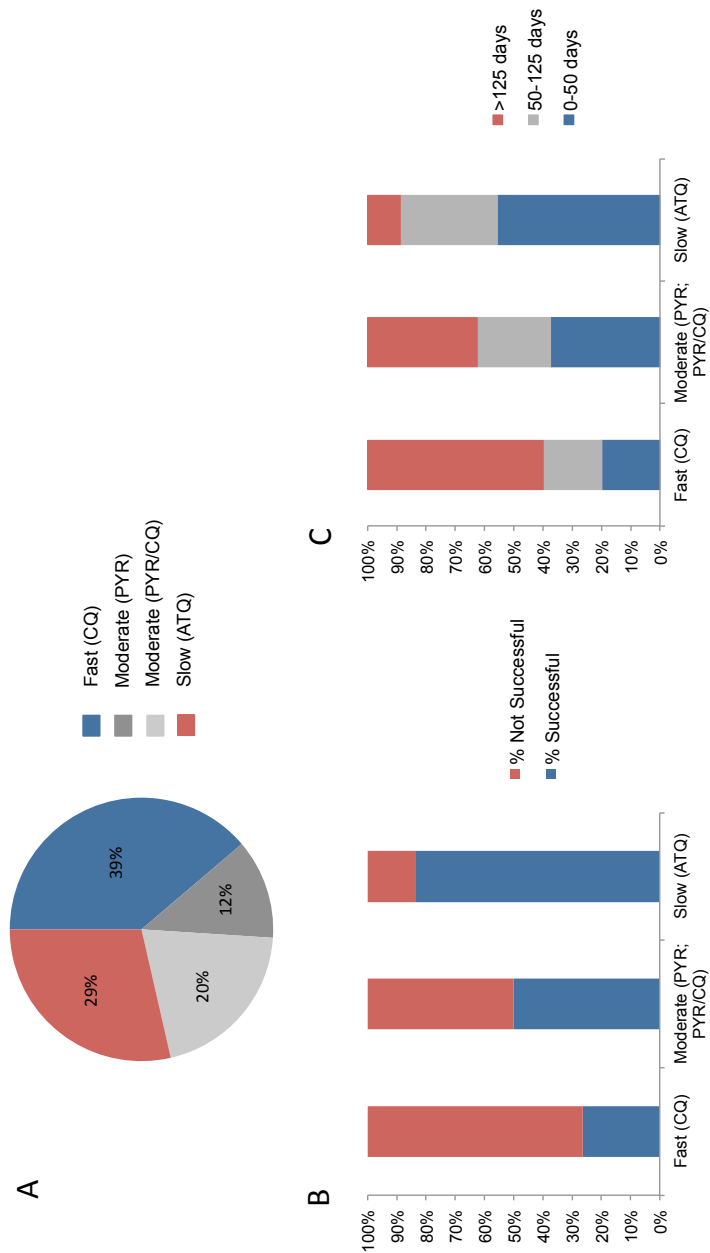 A
39%
12%
20%
29%
Fast (CQ)
Moderate (PYR)
Moderate (PYR/CQ)
Slow (ATQ)
B
100%
90%
80%
70%
60%
50%
40%
30%
20%
10%
0%
Fast (CQ)
Moderate (PYR;
PYR/CQ)
Slow (ATQ)
% Not Successful
% Successful
C
100%
90%
80%
70%
60%
50%
40%
30%
20%
10%
0%
Fast (CQ)
Moderate (PYR;
PYR/CQ)
Slow (ATQ)
>125 days
50-125 days
0-50 days